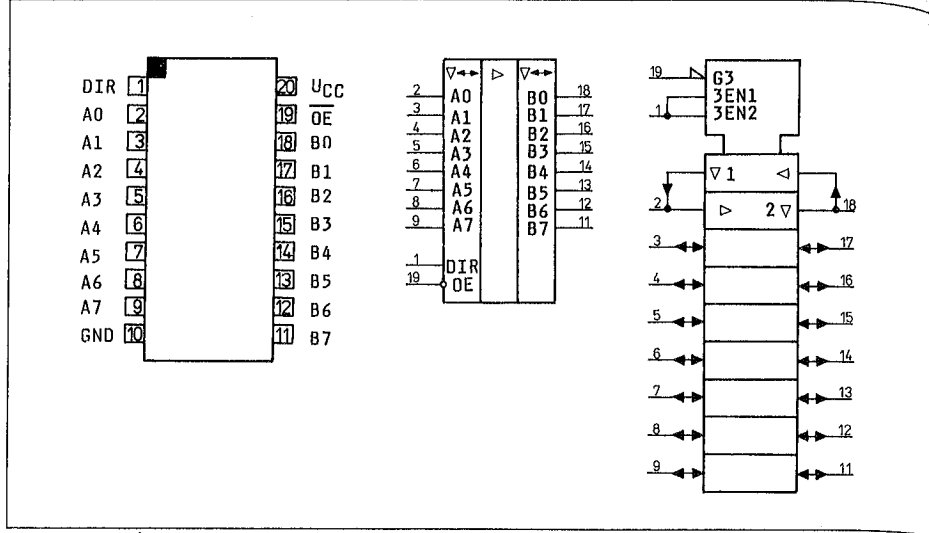 DIR 1 20 UCC
A0 2 19 OE
A1 3 18 B0
A2 4 17 B1
A3 5 16 B2
A4 6 15 B3
A5 7 14 B4
A6 8 13 B5
A7 9 12 B6
GND 10 11 B7
2 A0 B0 18
3 A1 B1 17
4 A2 B2 16
5 A3 B3 15
6 A4 B4 14
7 A5 B5 13
8 A6 B6 12
9 A7 B7 11
1 DIR
19 OE
19 G3
3EN1
1 3EN2
1
2 2 18
3 17
4 16
5 15
6 14
7 13
8 12
9 11